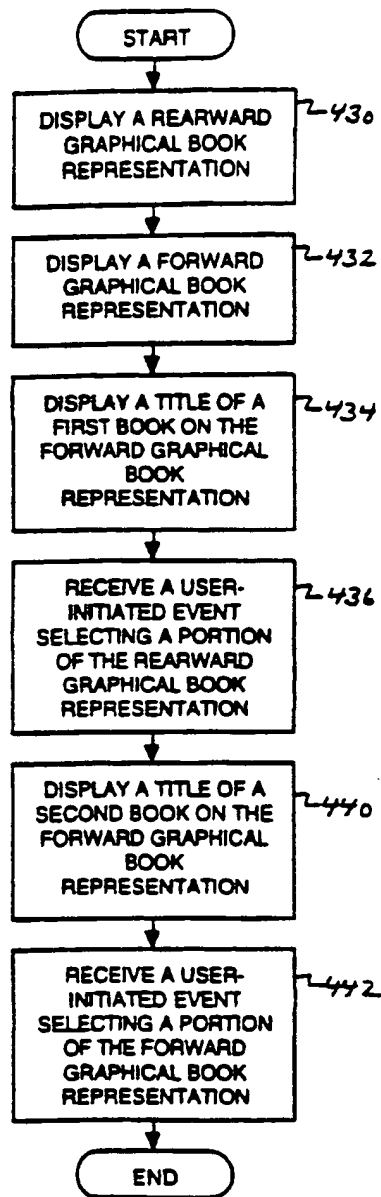 START
DISPLAY A REARWARD
GRAPHICAL BOOK
REPRESENTATION
430
DISPLAY A FORWARD
GRAPHICAL BOOK
REPRESENTATION
432
DISPLAY A TITLE OF A
FIRST BOOK ON THE
FORWARD GRAPHICAL
BOOK
REPRESENTATION
434
RECEIVE A USER-
INITIATED EVENT
SELECTING A PORTION
OF THE REARWARD
GRAPHICAL BOOK
REPRESENTATION
436
DISPLAY A TITLE OF A
SECOND BOOK ON THE
FORWARD GRAPHICAL
BOOK
REPRESENTATION
440
RECEIVE A USER-
INITIATED EVENT
SELECTING A PORTION
OF THE FORWARD
GRAPHICAL BOOK
REPRESENTATION
442
END